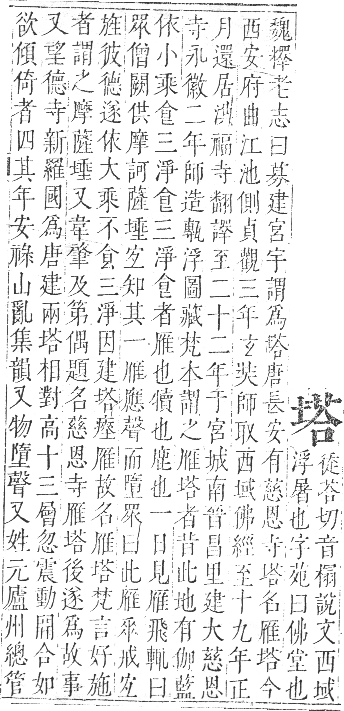 塔
徒荅切音榻說文西域
浮屠也字苑曰佛堂也
魏釋老志曰募建宮宇謂爲塔唐長安有慈恩寺塔名雁塔今
西安府曲江池側貞觀三年玄奘師取西域佛經至十九年正
月還居洪福寺翻譯至二十二年于宮城南晉昌里建大慈恩
寺永徽二年師造甎浮圖藏梵本謂之雁塔者昔此地有伽藍
依小乘食三淨食三淨食者雁也犢也鹿也一日見雁飛輒曰
眾僧闕供摩訶薩埵宜知其一雁應聲而墮眾曰此雁垂戒宜
旌彼德遂依大乘不食三淨因建塔瘞雁故名雁塔梵言好施
者謂之摩薩埵又韋肇及第偶題名慈恩寺雁塔後遂爲故事
又望德寺新羅國爲唐建兩塔相對高十三層忽震動開合如
欲傾倚者四其年安祿山亂集韻又物墮聲又姓元廬州總管